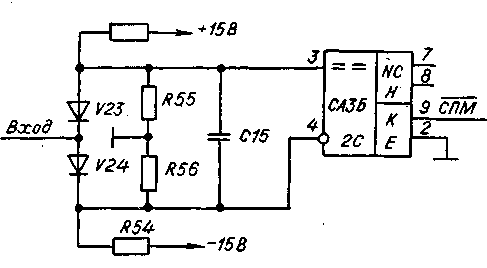 +15В
3
7
==
NC
8
V23
R55
CA3Б
H
9 СПМ
Вход
C15
4
K
2
V24
R56
2C
E
R54
-15В